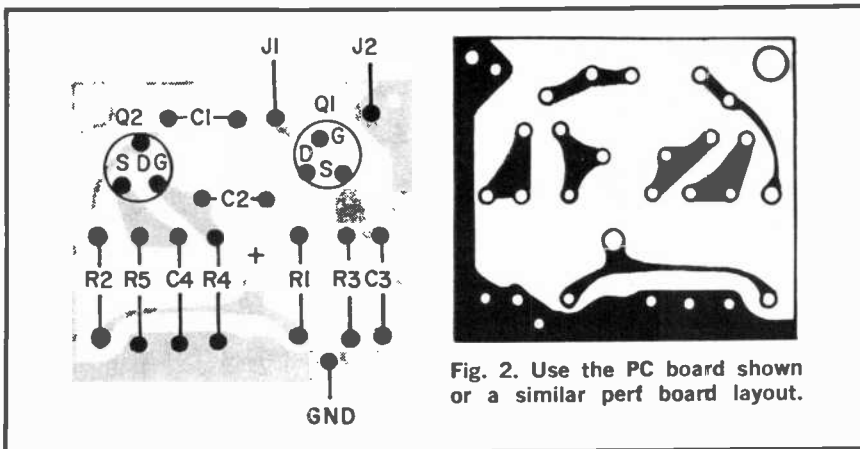 J1 J2
Q1
Q2 C1
G
D
S
S D G
C2
+
R2 R5 C4 R4 R1 R3 C3
GND
Fig. 2. Use the PC board shown
or a similar perf board layout.